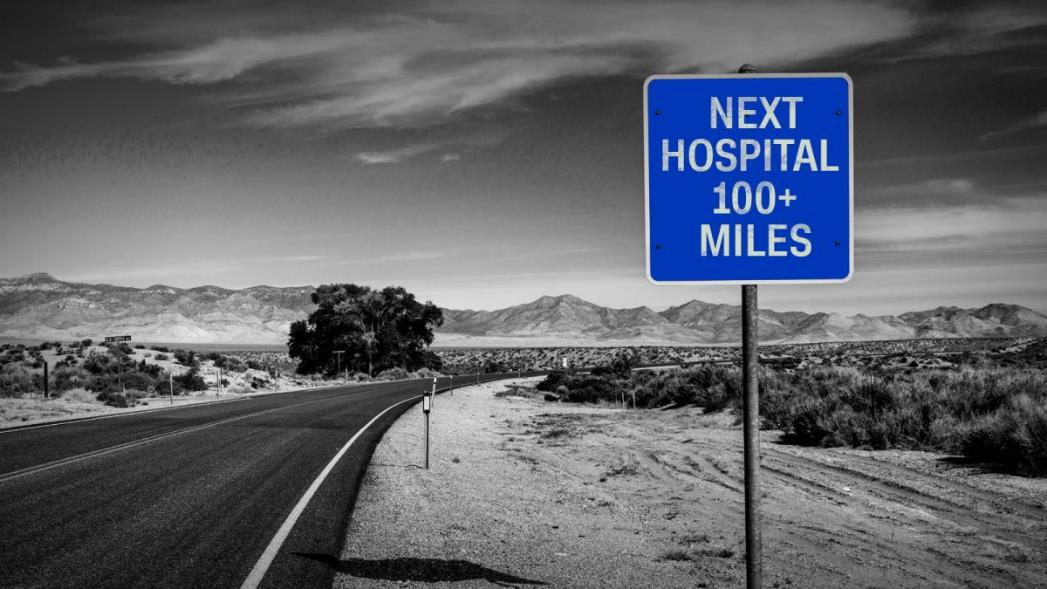 NEXT
HOSPITAL
100+
MILES